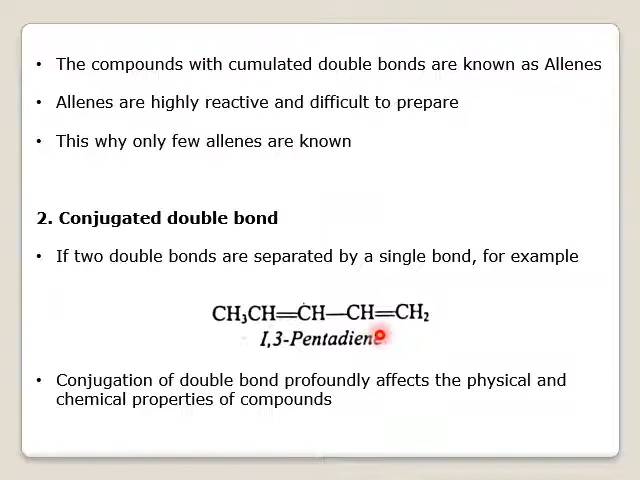 • The compounds with cumulated double bonds are known as Allenes
• Allenes are highly reactive and difficult to prepare
• This why only few allenes are known
2. Conjugated double bond
• If two double bonds are separated by a single bond, for example
CH₃CH=CH—CH=CH₂
1,3-Pentadiene
• Conjugation of double bond profoundly affects the physical and
chemical properties of compounds